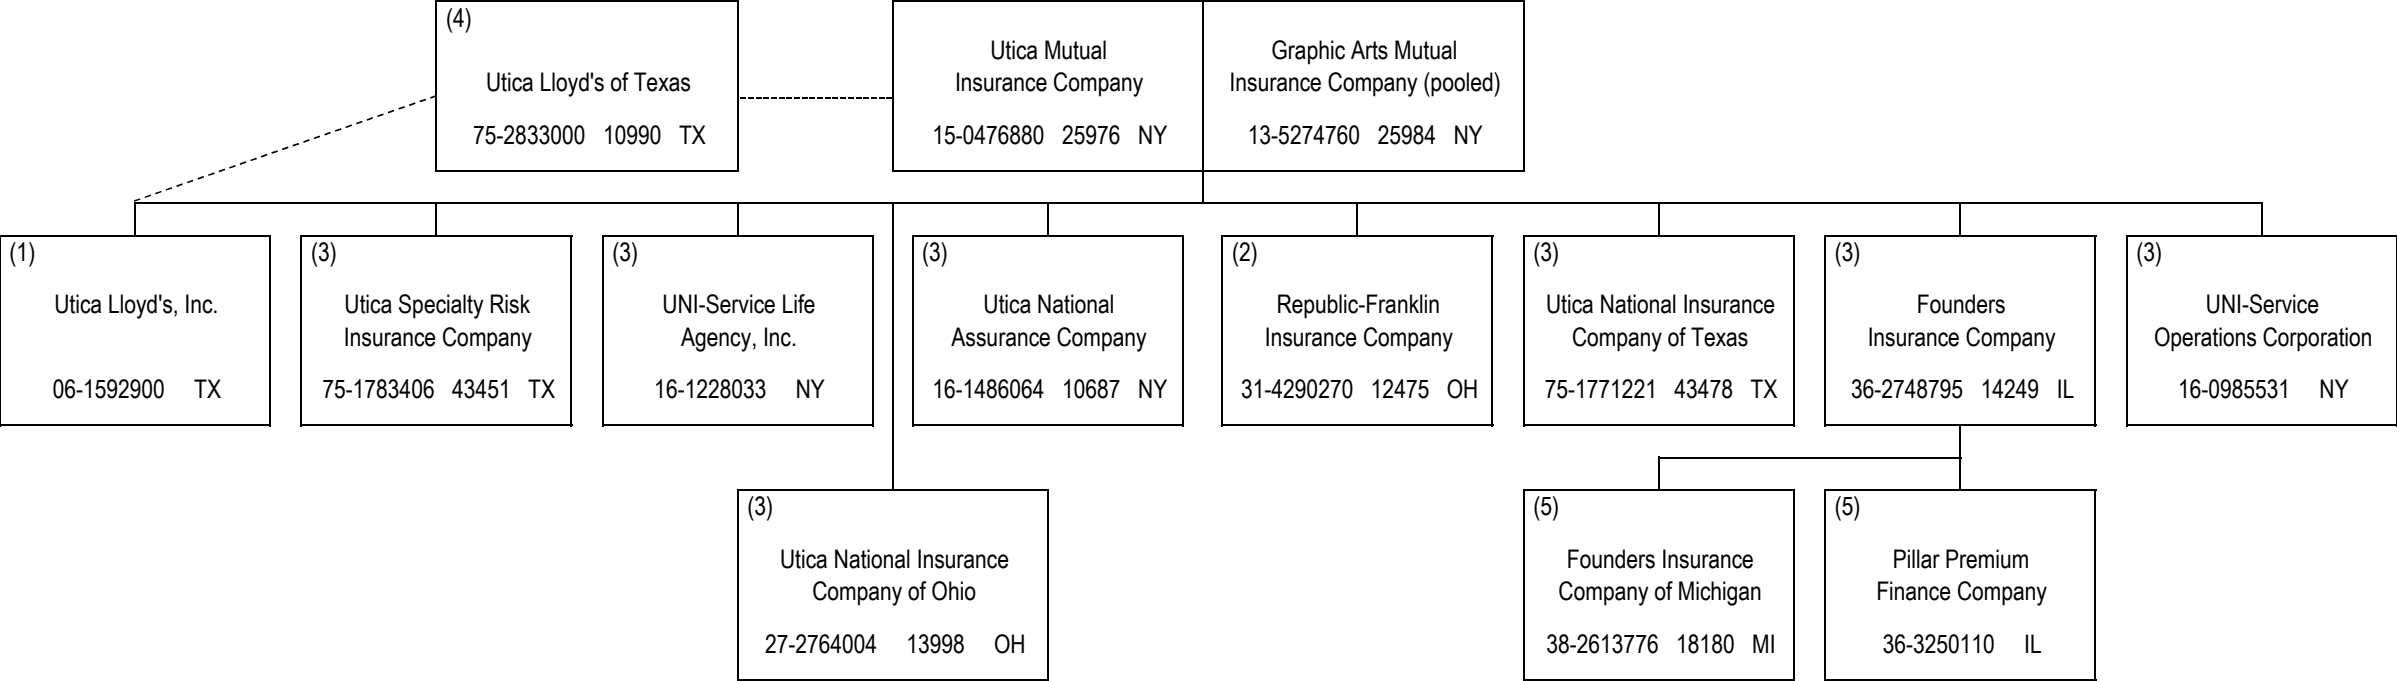 (4)
Utica Lloyd's of Texas
75-2833000 10990 TX
Utica Mutual
Insurance Company
15-0476880 25976 NY
Graphic Arts Mutual
Insurance Company (pooled)
13-5274760 25984 NY
(1)
Utica Lloyd's, Inc.
06-1592900 TX
(3)
Utica Specialty Risk
Insurance Company
75-1783406 43451 TX
(3)
UNI-Service Life
Agency, Inc.
16-1228033 NY
(3)
Utica National
Assurance Company
16-1486064 10687 NY
(2)
Republic-Franklin
Insurance Company
31-4290270 12475 OH
(3)
Utica National Insurance
Company of Texas
75-1771221 43478 TX
(3)
Founders
Insurance Company
36-2748795 14249 IL
(3)
UNI-Service
Operations Corporation
16-0985531 NY
(3)
Utica National Insurance
Company of Ohio
27-2764004 13998 OH
(5)
Founders Insurance
Company of Michigan
38-2613776 18180 MI
(5)
Pillar Premium
Finance Company
36-3250110 IL